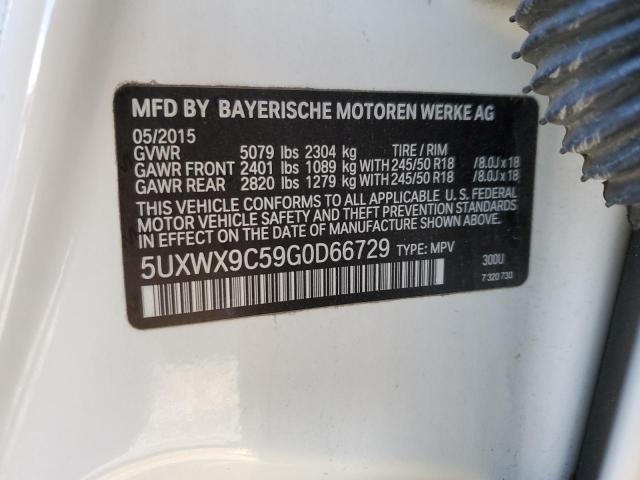 MFD BY BAYERISCHE MOTOREN WERKE AG
05/2015
GVWR 5079 lbs 2304 kg TIRE / RIM
GAWR FRONT 2401 lbs 1089 kg WITH 245/50 R18 / 8.0J x 18
GAWR REAR 2820 lbs 1279 kg WITH 245/50 R18 / 8.0J x 18
THIS VEHICLE CONFORMS TO ALL APPLICABLE U.S. FEDERAL
MOTOR VEHICLE SAFETY AND THEFT PREVENTION STANDARDS
IN EFFECT ON THE DATE OF MANUFACTURE SHOWN ABOVE.
5UXWX9C59G0D66729 TYPE: MPV 300U
7 320 730